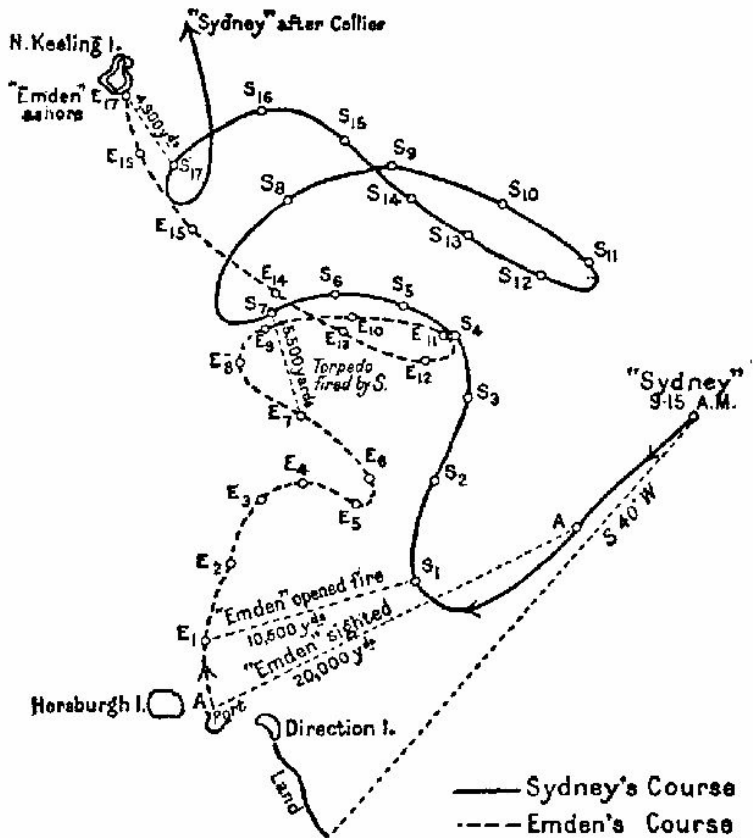 "Sydney" after Collier
N. Keeling I.
"Emden"
ashore
E17
4,900 yds
S16
S15
S9
E16
S17
S8
S14
S10
E15
S13
S11
S12
E14
S6
S7
S5
E10
S4
E9
E13
E11
E8
5,500 yards
Torpedo
fired by S.
E12
"Sydney"
9·15 A.M.
S3
E7
E6
S2
E4
E3
E5
A
S 40° W
E2
S1
"Emden" opened fire
10,500 yds
E1
"Emden" sighted
20,000 yds
Horsburgh I.
A
Port
Direction I.
Land
Sydney's Course
Emden's Course